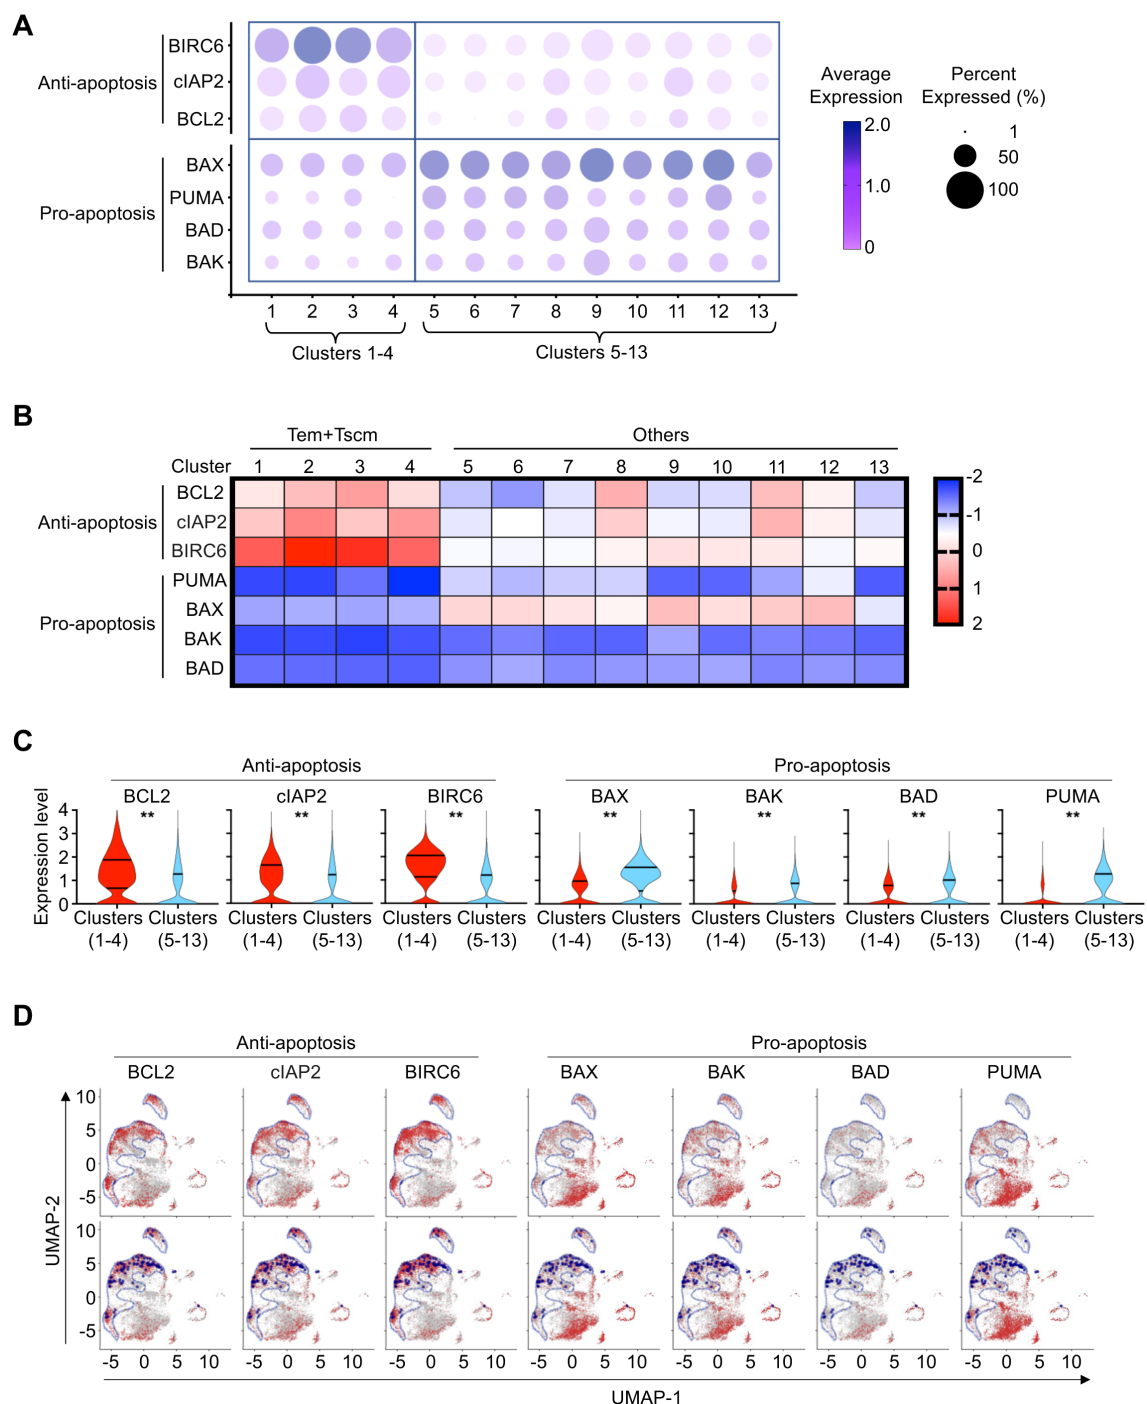 A
Anti-apoptosis
BIRC6
cIAP2
BCL2
Pro-apoptosis
BAX
PUMA
BAD
BAK
1 2 3 4 5 6 7 8 9 10 11 12 13
Clusters 1-4
Clusters 5-13
Average
Expression
2.0
1.0
0
Percent
Expressed (%)
1
50
100
B
Tem+Tscm
Others
Cluster 1 2 3 4 5 6 7 8 9 10 11 12 13
Anti-apoptosis
BCL2
cIAP2
BIRC6
Pro-apoptosis
PUMA
BAX
BAK
BAD
-2
-1
0
1
2
C
Anti-apoptosis
Pro-apoptosis
BCL2 cIAP2 BIRC6 BAX BAK BAD PUMA
** ** ** ** ** ** **
Expression level
4
3
2
1
0
Clusters Clusters Clusters Clusters Clusters Clusters Clusters Clusters Clusters Clusters Clusters Clusters Clusters Clusters
(1-4) (5-13) (1-4) (5-13) (1-4) (5-13) (1-4) (5-13) (1-4) (5-13) (1-4) (5-13) (1-4) (5-13)
D
Anti-apoptosis
Pro-apoptosis
BCL2 cIAP2 BIRC6 BAX BAK BAD PUMA
UMAP-2
10
5
0
-5
10
5
0
-5
-5 0 5 10 -5 0 5 10 -5 0 5 10 -5 0 5 10 -5 0 5 10 -5 0 5 10 -5 0 5 10
UMAP-1